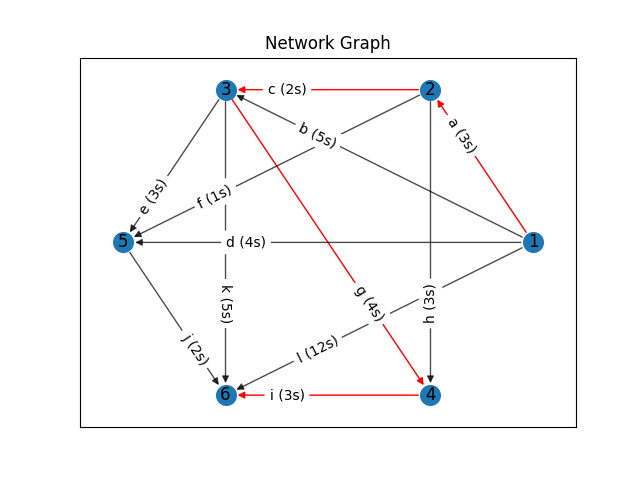 Network Graph
3
c (2s)
2
b (5s)
a (3s)
e (3s)
f (1s)
5
d (4s)
1
k (5s)
g (4s)
h (3s)
j (2s)
l (12s)
6
i (3s)
4